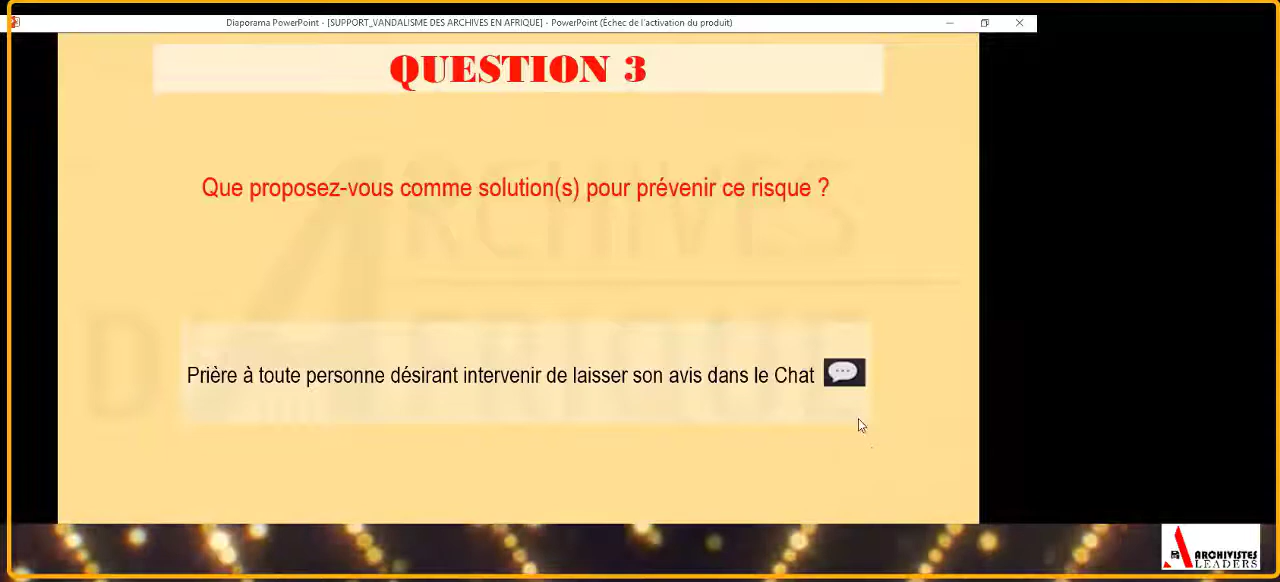 Diaporama PowerPoint - [SUPPORT_VANDALISME DES ARCHIVES EN AFRIQUE] - PowerPoint (Échec de l'activation du produit)
QUESTION 3
ARCHIVES
Que proposez-vous comme solution(s) pour prévenir ce risque ?
D'AFRIQUE
Prière à toute personne désirant intervenir de laisser son avis dans le Chat
ARCHIVISTES
LEADERS